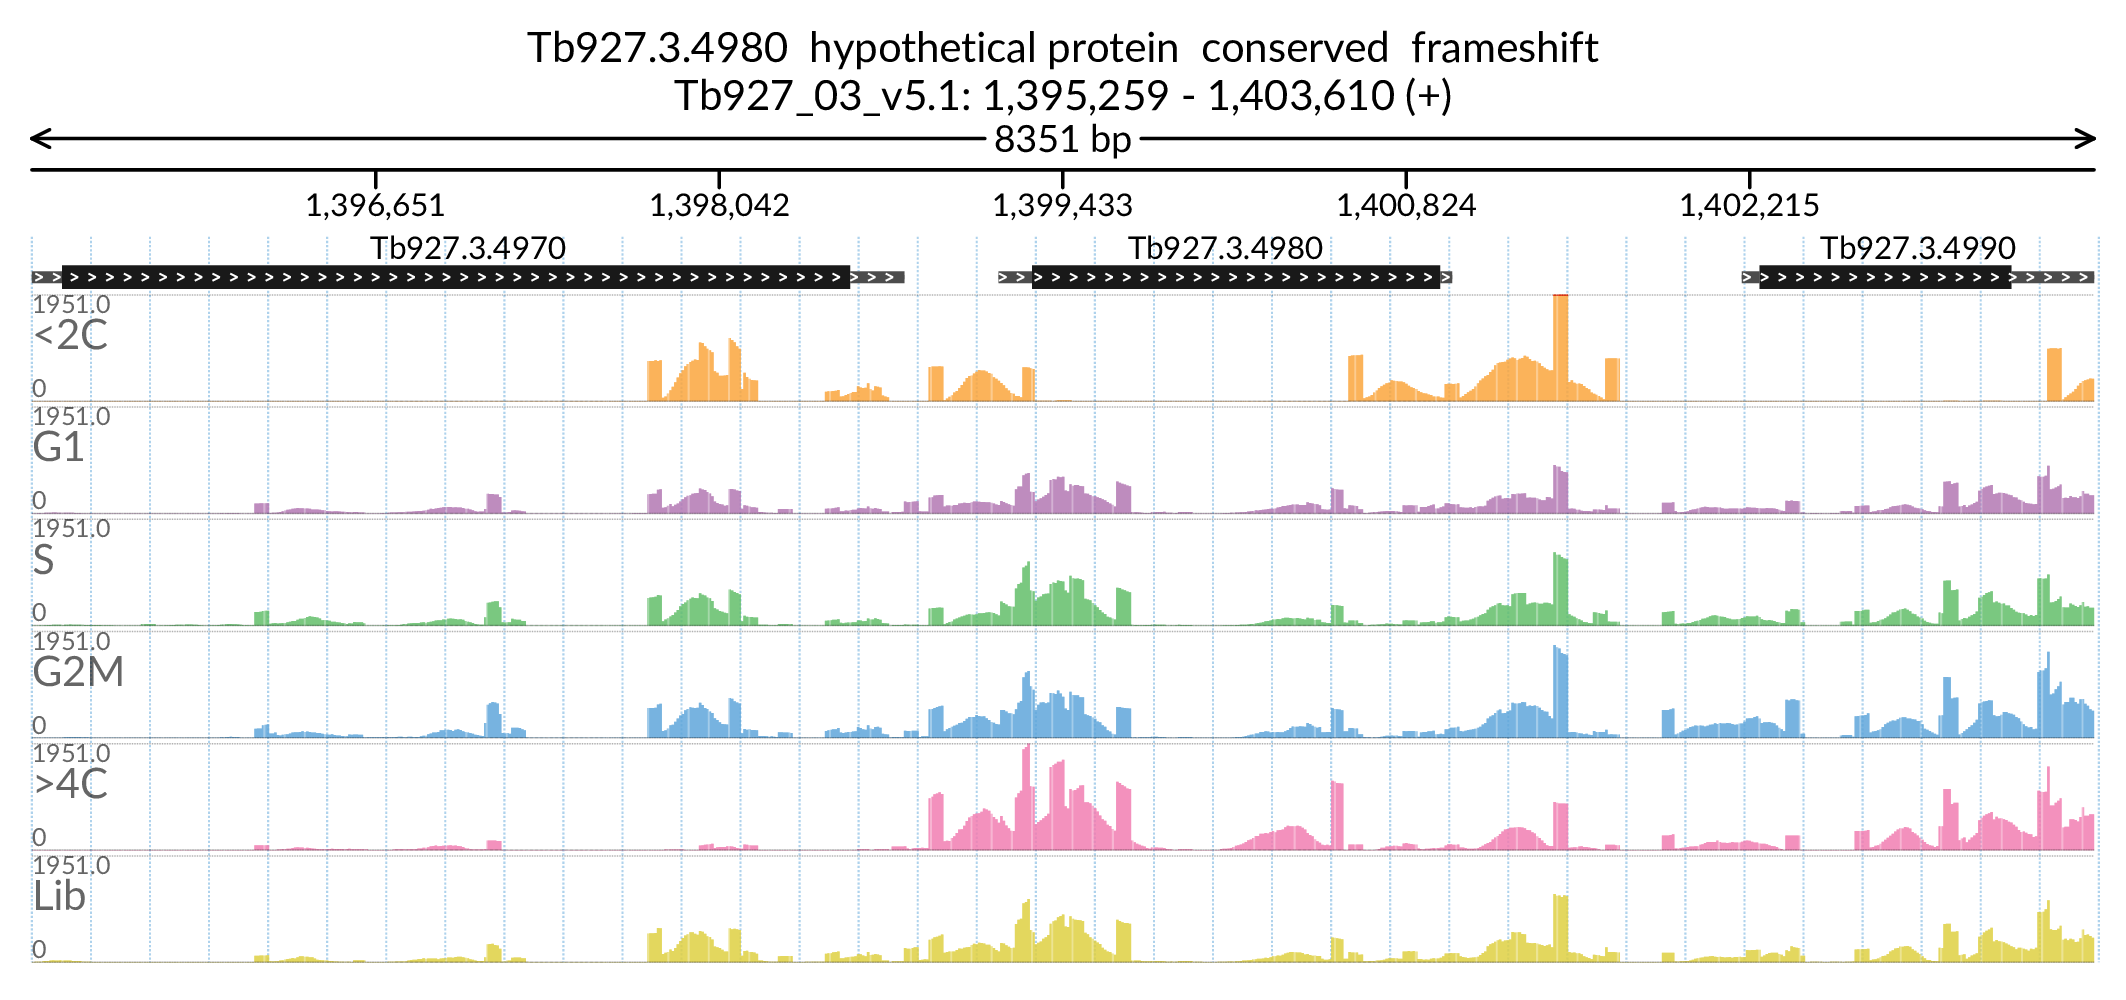 Tb927.3.4980 hypothetical protein conserved frameshift
Tb927_03_v5.1: 1,395,259 - 1,403,610 (+)
8351 bp
1,396,651 1,398,042 1,399,433 1,400,824 1,402,215
Tb927.3.4970 Tb927.3.4980 Tb927.3.4990
1951.0
<2C
0
1951.0
G1
0
1951.0
S
0
1951.0
G2M
0
1951.0
>4C
0
1951.0
Lib
0